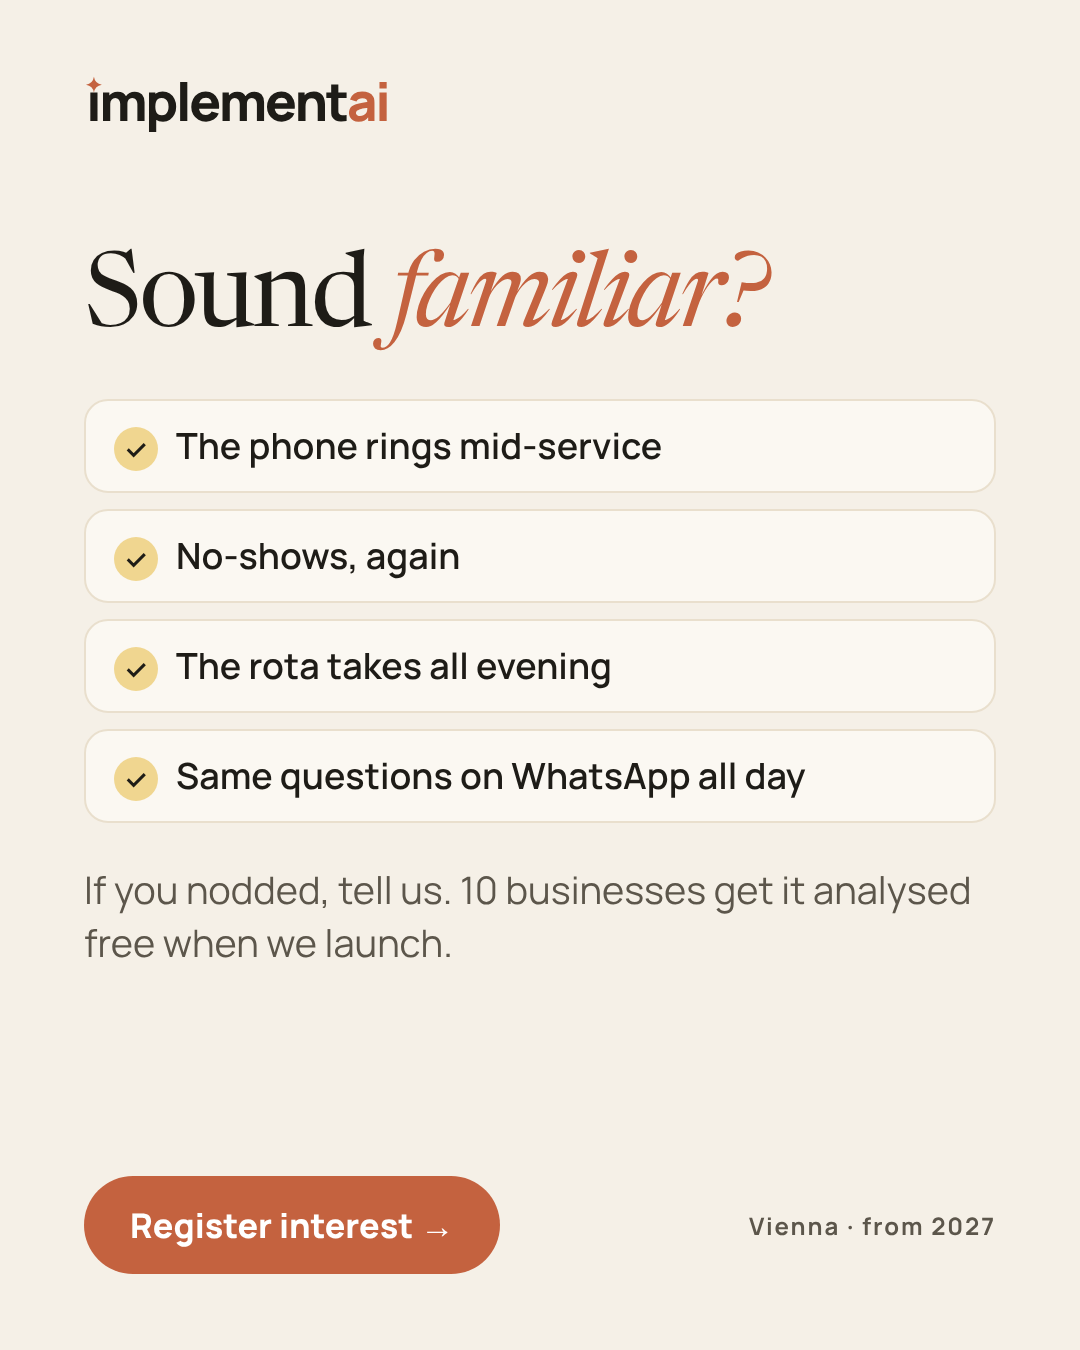 implementai
Sound familiar?
The phone rings mid-service
No-shows, again
The rota takes all evening
Same questions on WhatsApp all day
If you nodded, tell us. 10 businesses get it analysed
free when we launch.
Register interest →
Vienna · from 2027